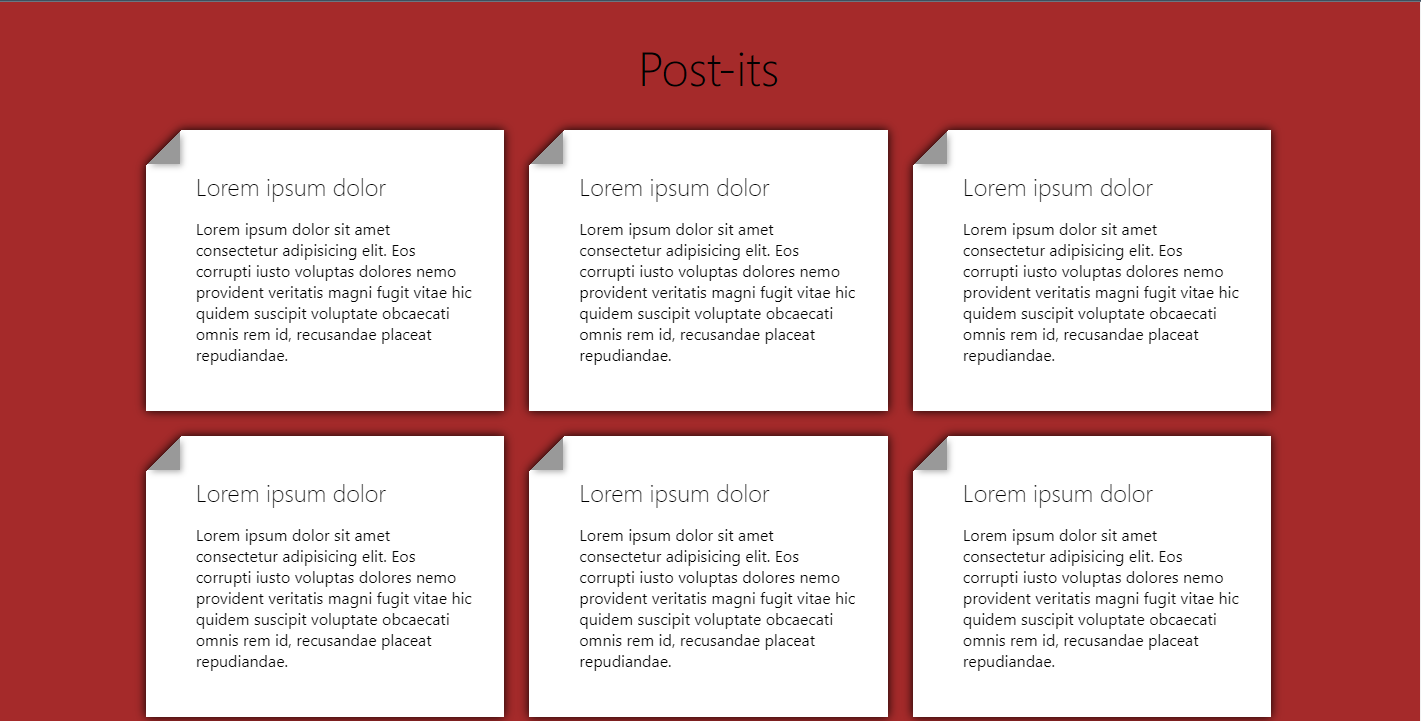 Post-its
Lorem ipsum dolor
Lorem ipsum dolor sit amet
consectetur adipisicing elit. Eos
corrupti iusto voluptas dolores nemo
provident veritatis magni fugit vitae hic
quidem suscipit voluptate obcaecati
omnis rem id, recusandae placeat
repudiandae.
Lorem ipsum dolor
Lorem ipsum dolor sit amet
consectetur adipisicing elit. Eos
corrupti iusto voluptas dolores nemo
provident veritatis magni fugit vitae hic
quidem suscipit voluptate obcaecati
omnis rem id, recusandae placeat
repudiandae.
Lorem ipsum dolor
Lorem ipsum dolor sit amet
consectetur adipisicing elit. Eos
corrupti iusto voluptas dolores nemo
provident veritatis magni fugit vitae hic
quidem suscipit voluptate obcaecati
omnis rem id, recusandae placeat
repudiandae.
Lorem ipsum dolor
Lorem ipsum dolor sit amet
consectetur adipisicing elit. Eos
corrupti iusto voluptas dolores nemo
provident veritatis magni fugit vitae hic
quidem suscipit voluptate obcaecati
omnis rem id, recusandae placeat
repudiandae.
Lorem ipsum dolor
Lorem ipsum dolor sit amet
consectetur adipisicing elit. Eos
corrupti iusto voluptas dolores nemo
provident veritatis magni fugit vitae hic
quidem suscipit voluptate obcaecati
omnis rem id, recusandae placeat
repudiandae.
Lorem ipsum dolor
Lorem ipsum dolor sit amet
consectetur adipisicing elit. Eos
corrupti iusto voluptas dolores nemo
provident veritatis magni fugit vitae hic
quidem suscipit voluptate obcaecati
omnis rem id, recusandae placeat
repudiandae.